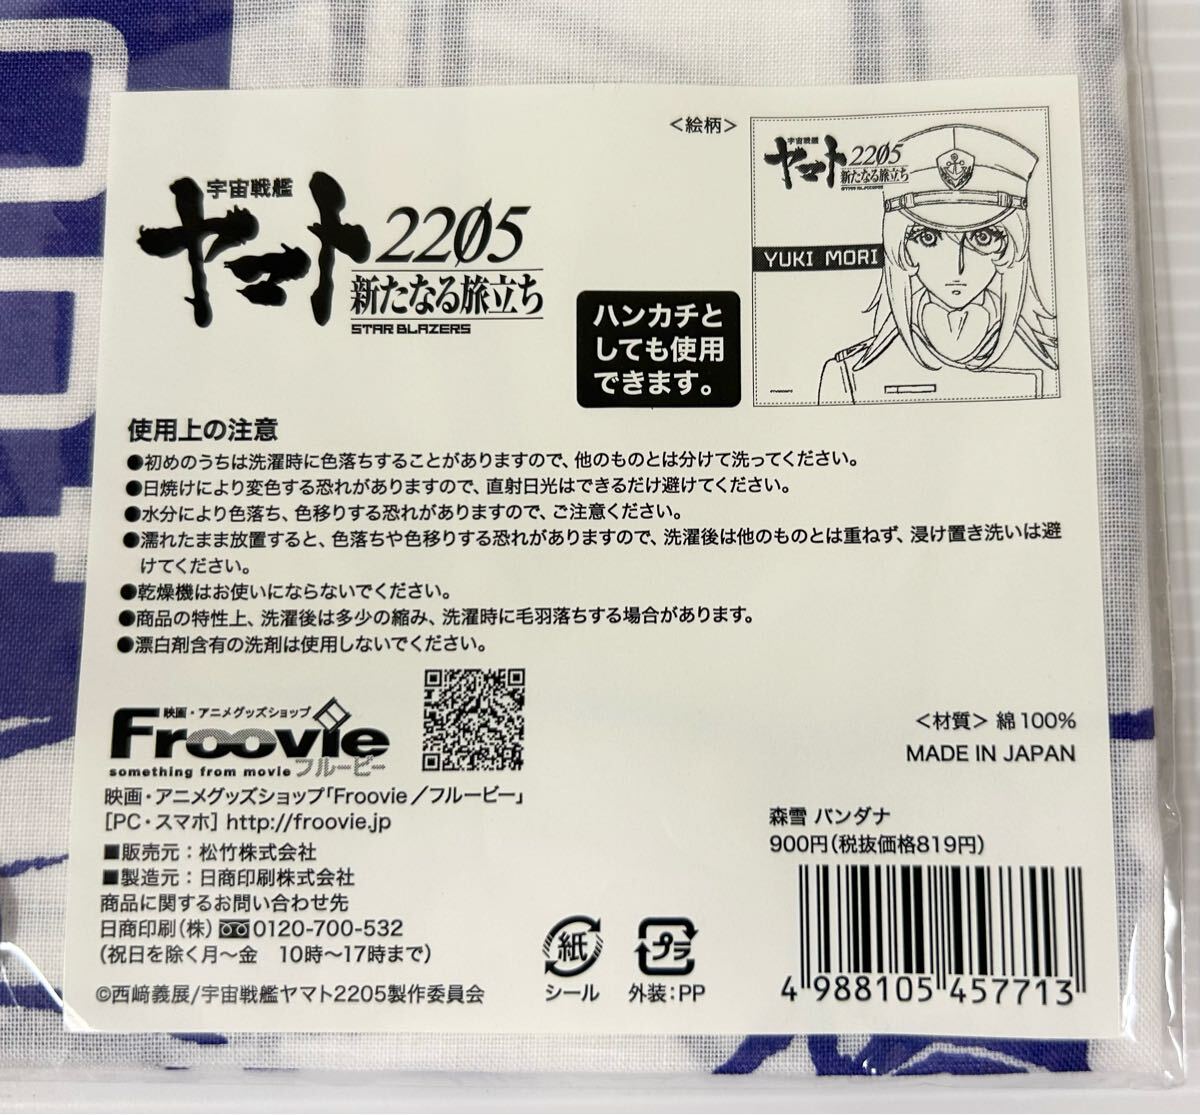 ＜絵柄＞
宇宙戦艦
ヤマト2205
新たなる旅立ち
STAR BLAZERS
宇宙戦艦
ヤマト2205
新たなる旅立ち
STAR BLAZERS
YUKI MORI
ハンカチと
しても使用
できます。
使用上の注意
●初めのうちは洗濯時に色落ちすることがありますので、他のものとは分けて洗ってください。
●日焼けにより変色する恐れがありますので、直射日光はできるだけ避けてください。
●水分により色落ち、色移りする恐れがありますので、ご注意ください。
●濡れたまま放置すると、色落ちや色移りする恐れがありますので、洗濯後は他のものとは重ねず、浸け置き洗いは避
けてください。
●乾燥機はお使いにならないでください。
●商品の特性上、洗濯後は多少の縮み、洗濯時に毛羽落ちする場合があります。
●漂白剤含有の洗剤は使用しないでください。
映画・アニメグッズショップ
Froovie
something from movie フルービー
映画・アニメグッズショップ「Froovie／フルービー」
[PC・スマホ] http://froovie.jp
■販売元：松竹株式会社
■製造元：日商印刷株式会社
商品に関するお問い合わせ先
日商印刷（株） 0120-700-532
（祝日を除く月〜金　10時〜17時まで）
©西﨑義展/宇宙戦艦ヤマト2205製作委員会
＜材質＞ 綿100%
MADE IN JAPAN
森雪 バンダナ
900円（税抜価格819円）
紙
シール
プラ
外装：PP
4 988105 457713